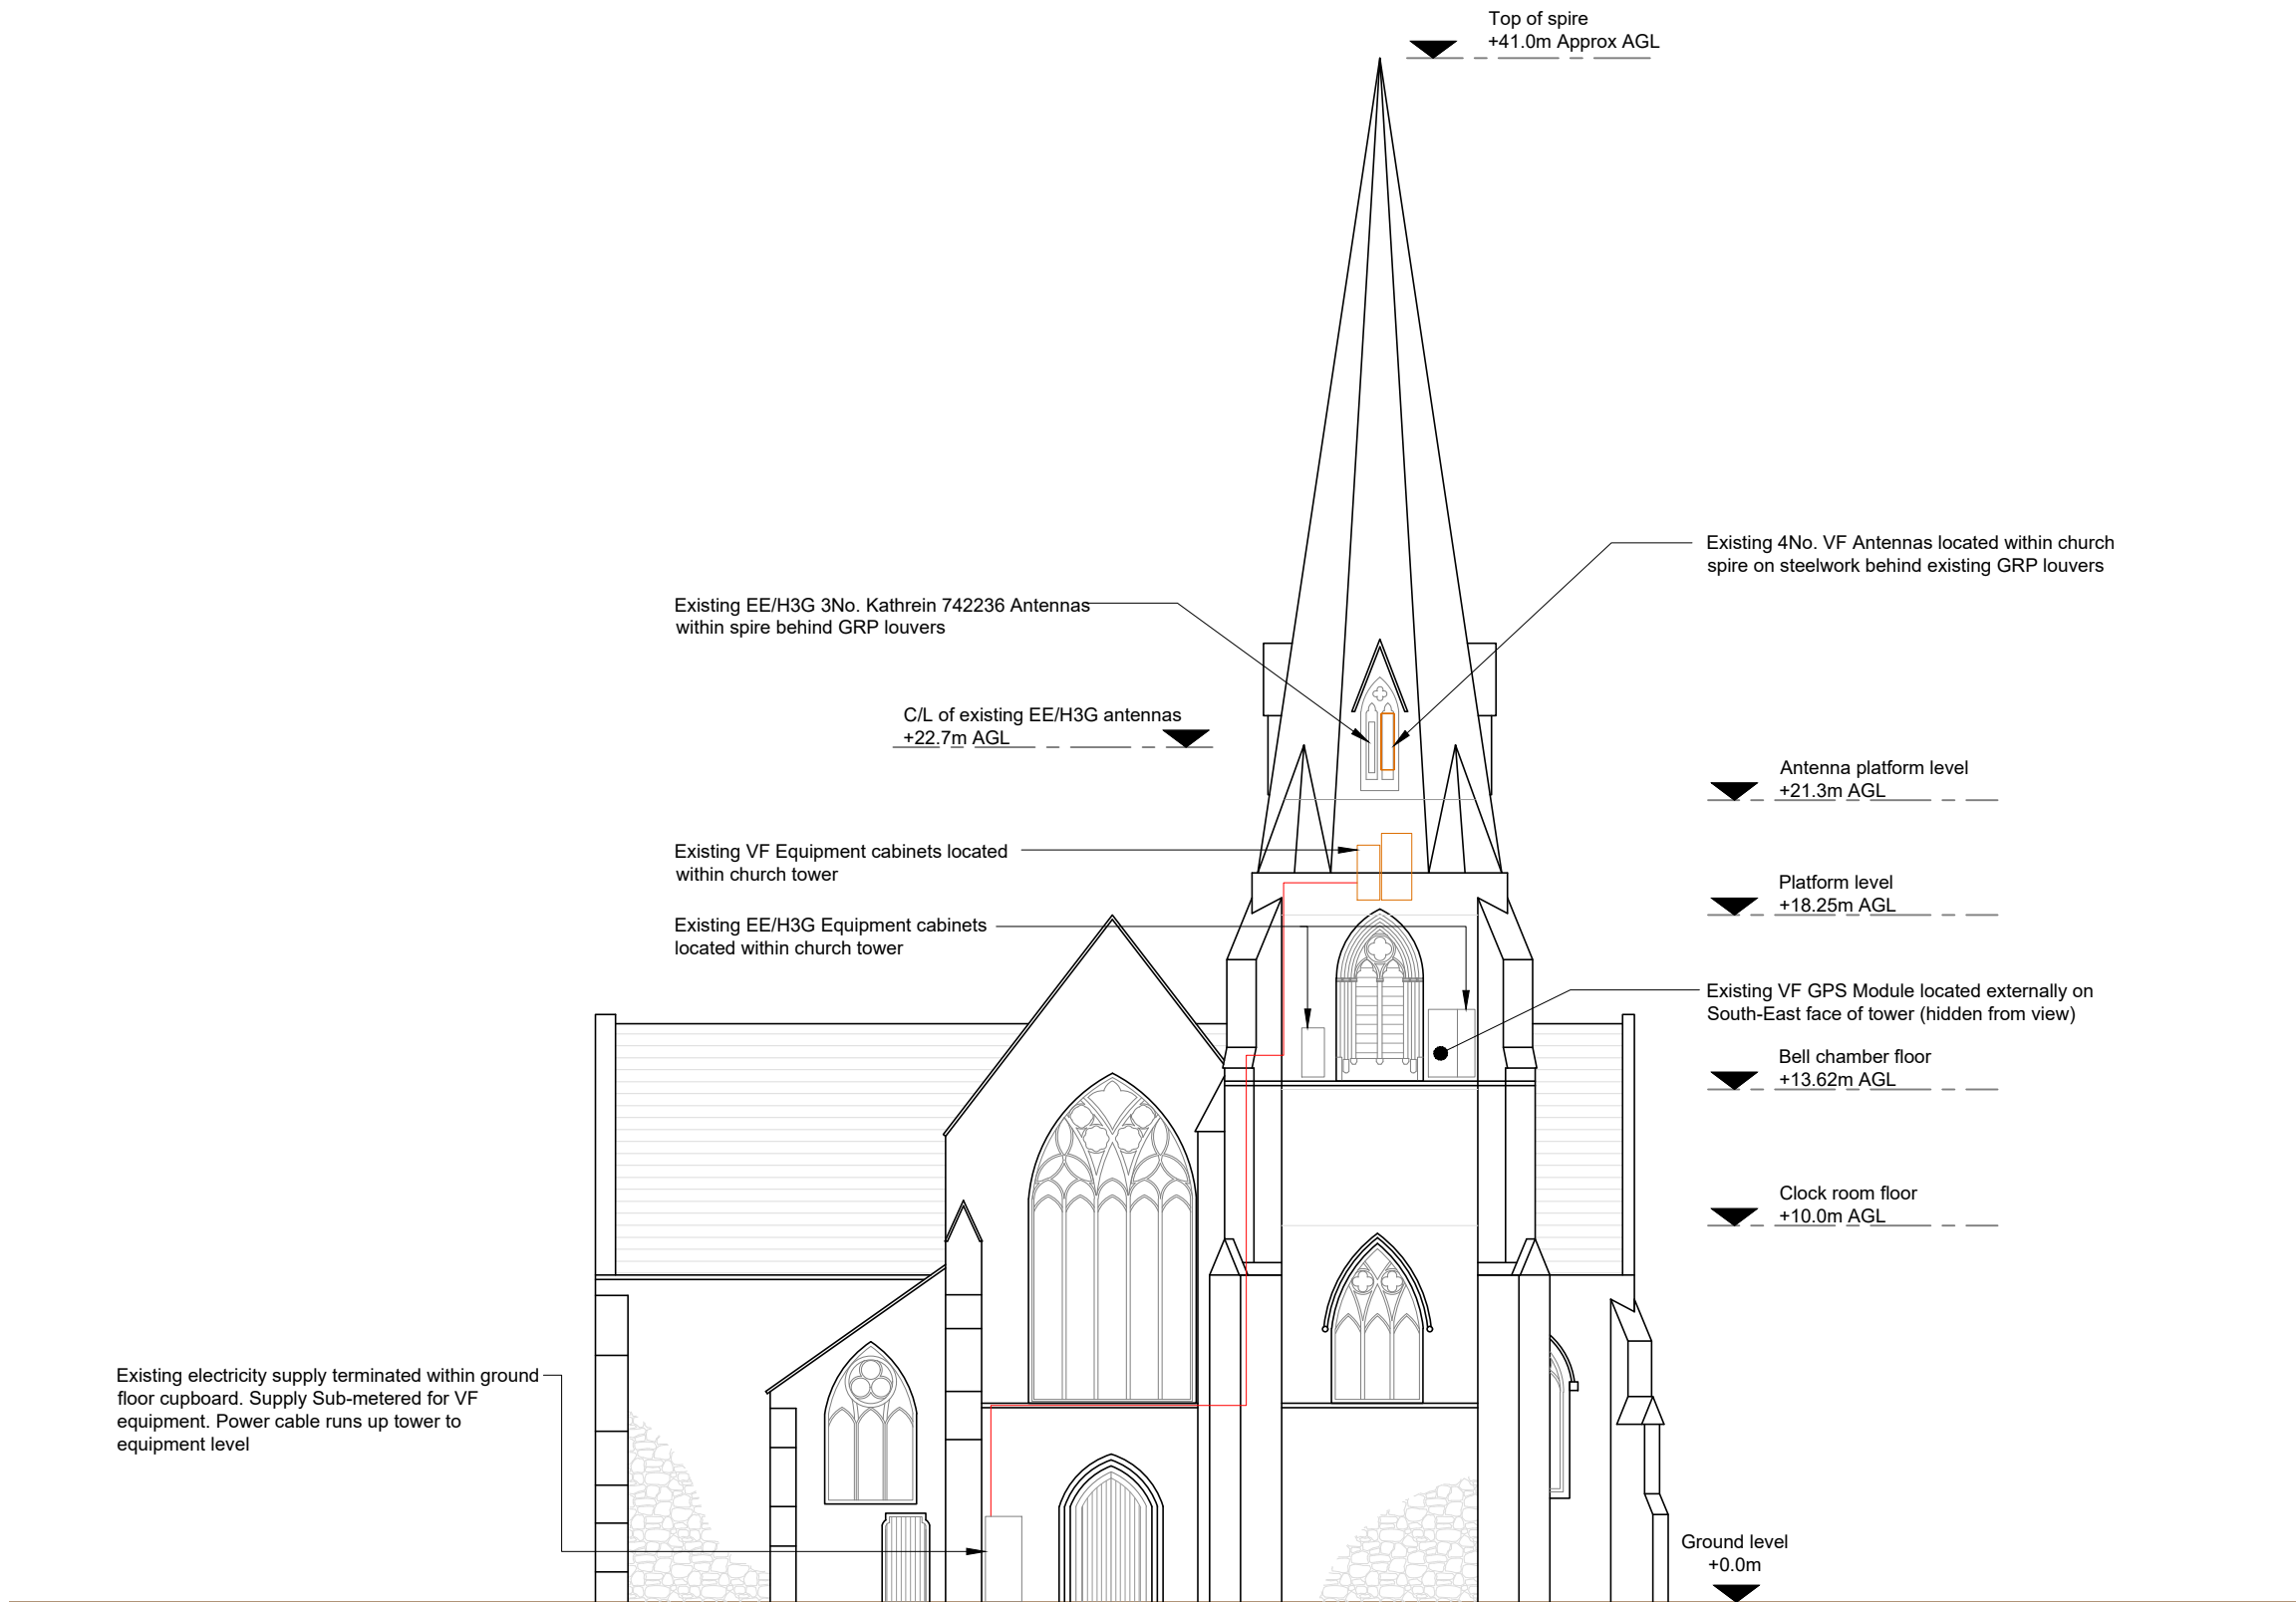 Top of spire
+41.0m Approx AGL
Existing 4No. VF Antennas located within church
spire on steelwork behind existing GRP louvers
Existing EE/H3G 3No. Kathrein 742236 Antennas
within spire behind GRP louvers
C/L of existing EE/H3G antennas
+22.7m AGL
Antenna platform level
+21.3m AGL
Existing VF Equipment cabinets located
within church tower
Platform level
+18.25m AGL
Existing EE/H3G Equipment cabinets
located within church tower
Existing VF GPS Module located externally on
South-East face of tower (hidden from view)
Bell chamber floor
+13.62m AGL
Clock room floor
+10.0m AGL
Existing electricity supply terminated within ground
floor cupboard. Supply Sub-metered for VF
equipment. Power cable runs up tower to
equipment level
Ground level
+0.0m